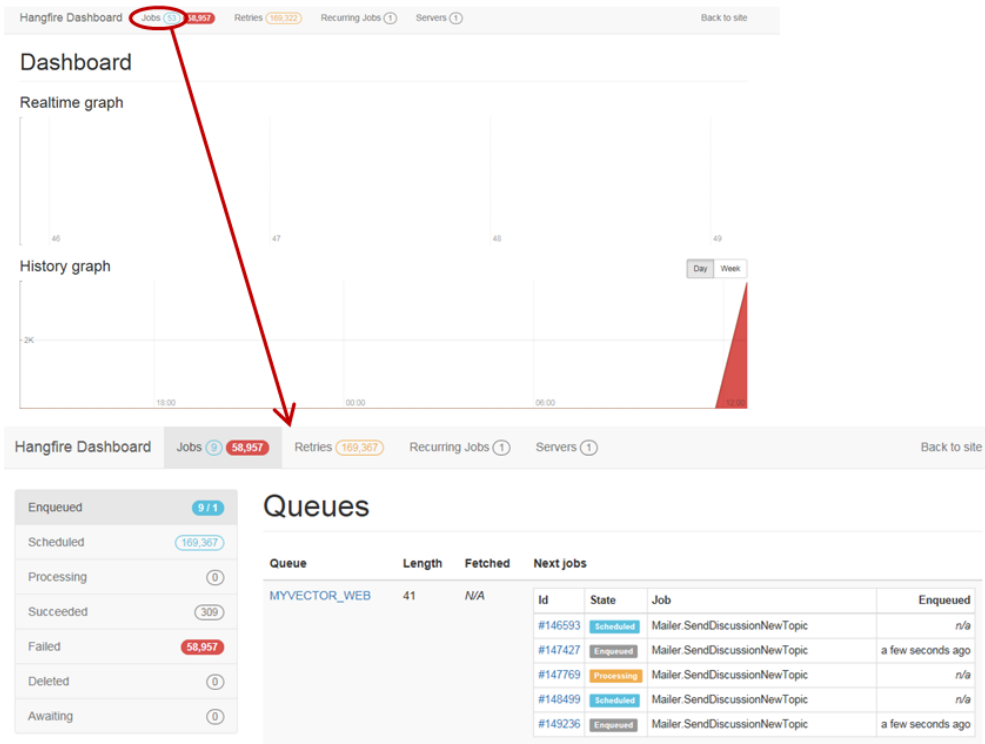 Hangfire Dashboard Jobs 53 58,957 Retries 169,322 Recurring Jobs 1 Servers 1 Back to site
Dashboard
Realtime graph
46 47 48 49
History graph Day Week
2K
18:00 00:00 06:00 12:00
Hangfire Dashboard Jobs 9 58,957 Retries 169,367 Recurring Jobs 1 Servers 1 Back to site
Enqueued 9 / 1
Scheduled 169,367
Processing 0
Succeeded 309
Failed 58,957
Deleted 0
Awaiting 0
Queues
Queue Length Fetched Next jobs
MYVECTOR_WEB 41 N/A
Id State Job Enqueued
#146593 Scheduled Mailer.SendDiscussionNewTopic n/a
#147427 Enqueued Mailer.SendDiscussionNewTopic a few seconds ago
#147769 Processing Mailer.SendDiscussionNewTopic n/a
#148499 Scheduled Mailer.SendDiscussionNewTopic n/a
#149236 Enqueued Mailer.SendDiscussionNewTopic a few seconds ago